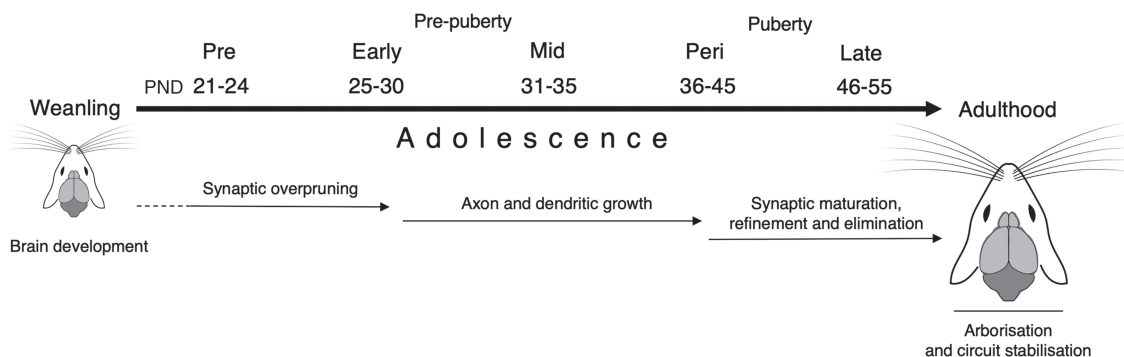 Pre-puberty
Puberty
Pre
Early
Mid
Peri
Late
PND 21-24
25-30
31-35
36-45
46-55
Weanling
Adulthood
Adolescence
Synaptic overpruning
Axon and dendritic growth
Synaptic maturation,
refinement and elimination
Brain development
Arborisation
and circuit stabilisation